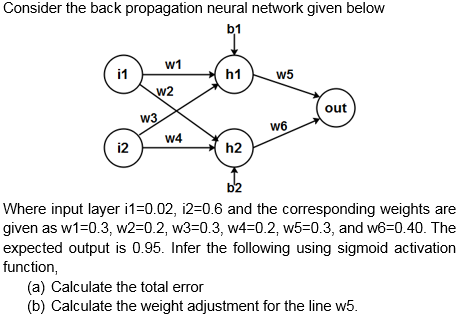 Consider the back propagation neural network given below
b1
w1
i1
h1
w5
w2
out
w3
w6
w4
i2
h2
b2
Where input layer i1=0.02, i2=0.6 and the corresponding weights are
given as w1=0.3, w2=0.2, w3=0.3, w4=0.2, w5=0.3, and w6=0.40. The
expected output is 0.95. Infer the following using sigmoid activation
function,
(a) Calculate the total error
(b) Calculate the weight adjustment for the line w5.